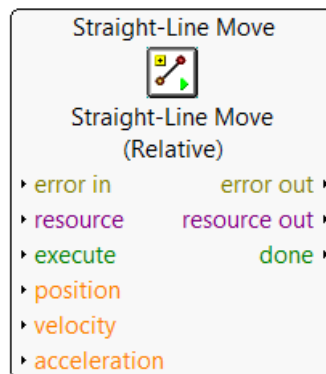 Straight-Line Move
Straight-Line Move
(Relative)
error in error out
resource resource out
execute done
position
velocity
acceleration